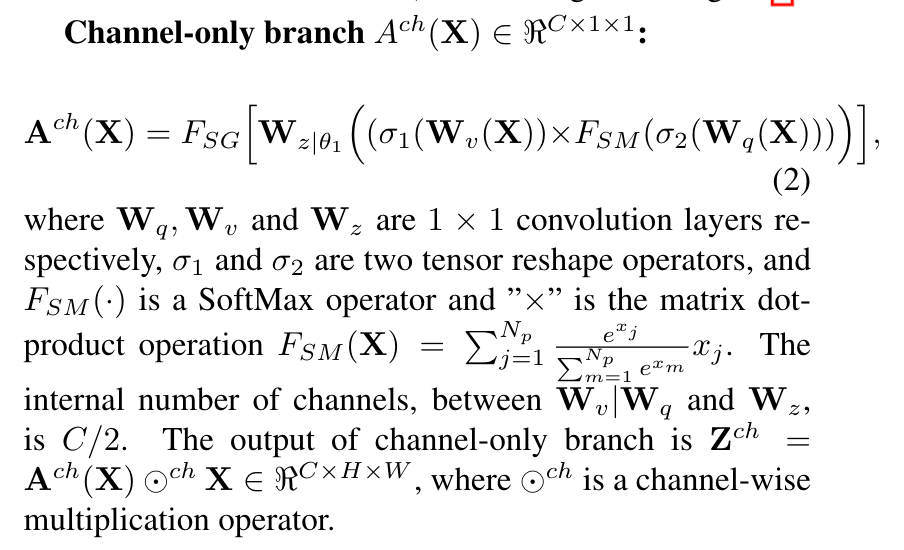 Channel-only branch $A^{ch}(\mathbf{X}) \in \Re^{C \times 1 \times 1}$:
$\mathbf{A}^{ch}(\mathbf{X}) = F_{SG}\Big[\mathbf{W}_{z|\theta_1}\Big((\sigma_1(\mathbf{W}_v(\mathbf{X})) \times F_{SM}(\sigma_2(\mathbf{W}_q(\mathbf{X})))\Big)\Big],$
(2)
where $\mathbf{W}_q, \mathbf{W}_v$ and $\mathbf{W}_z$ are $1 \times 1$ convolution layers re-
spectively, $\sigma_1$ and $\sigma_2$ are two tensor reshape operators, and
$F_{SM}(\cdot)$ is a SoftMax operator and ”×” is the matrix dot-
product operation $F_{SM}(\mathbf{X}) = \sum_{j=1}^{N_p} \frac{e^{x_j}}{\sum_{m=1}^{N_p} e^{x_m}} x_j$. The
internal number of channels, between $\mathbf{W}_v|\mathbf{W}_q$ and $\mathbf{W}_z$,
is $C/2$. The output of channel-only branch is $\mathbf{Z}^{ch} =$
$\mathbf{A}^{ch}(\mathbf{X}) \odot^{ch} \mathbf{X} \in \Re^{C \times H \times W}$, where $\odot^{ch}$ is a channel-wise
multiplication operator.